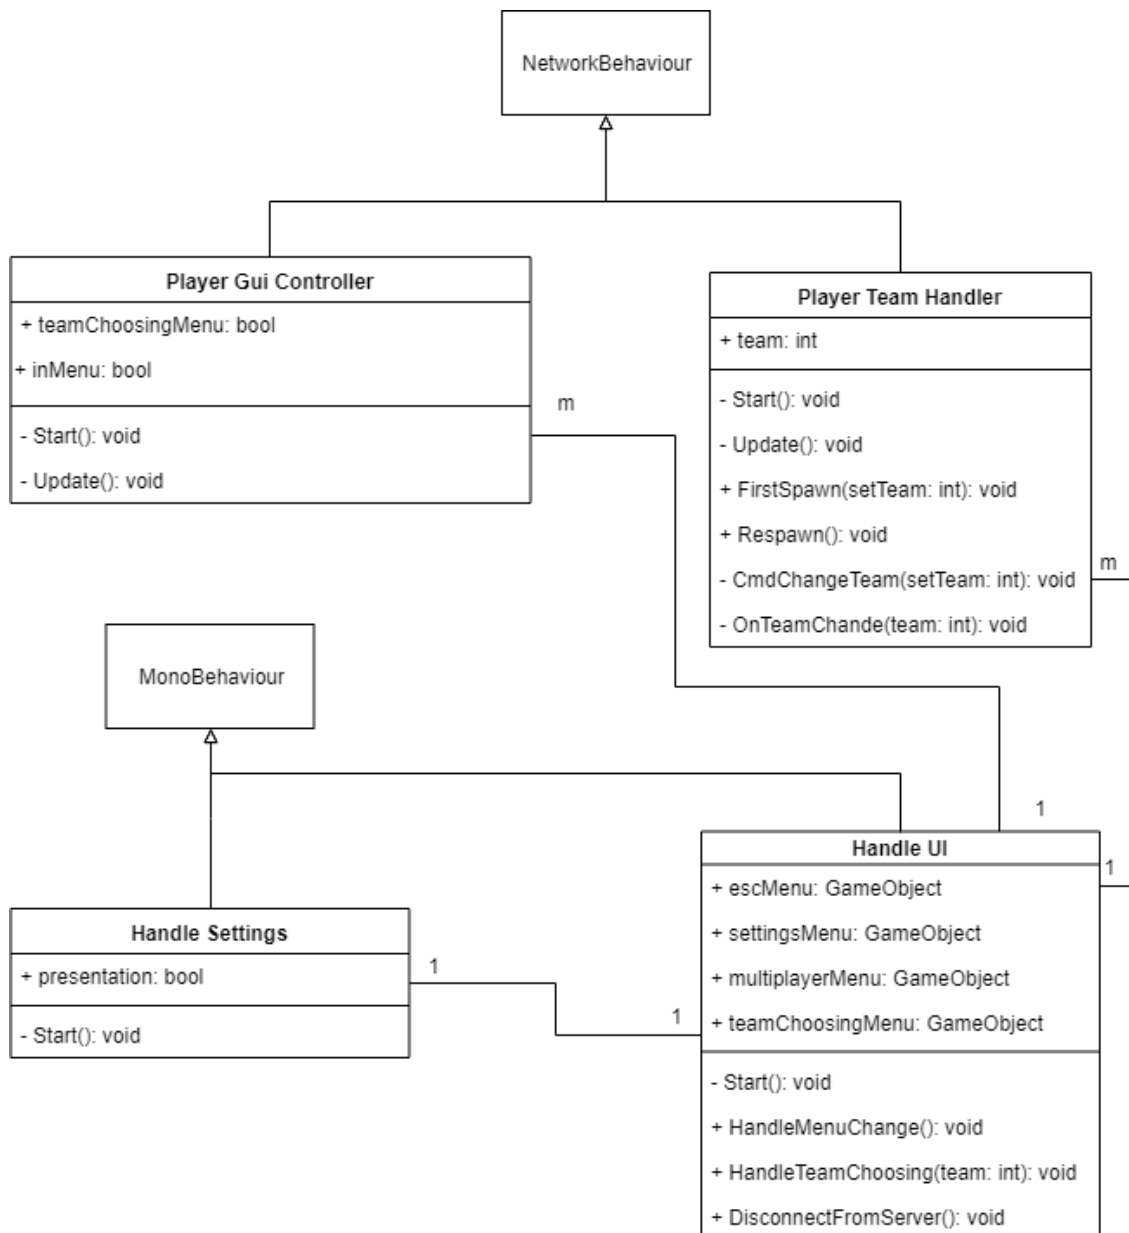 NetworkBehaviour
Player Gui Controller
+ teamChoosingMenu: bool
+ inMenu: bool
- Start(): void
- Update(): void
m
Player Team Handler
+ team: int
- Start(): void
- Update(): void
+ FirstSpawn(setTeam: int): void
+ Respawn(): void
- CmdChangeTeam(setTeam: int): void
- OnTeamChande(team: int): void
m
MonoBehaviour
1
1
Handle Settings
+ presentation: bool
- Start(): void
1
1
Handle UI
+ escMenu: GameObject
+ settingsMenu: GameObject
+ multiplayerMenu: GameObject
+ teamChoosingMenu: GameObject
- Start(): void
+ HandleMenuChange(): void
+ HandleTeamChoosing(team: int): void
+ DisconnectFromServer(): void